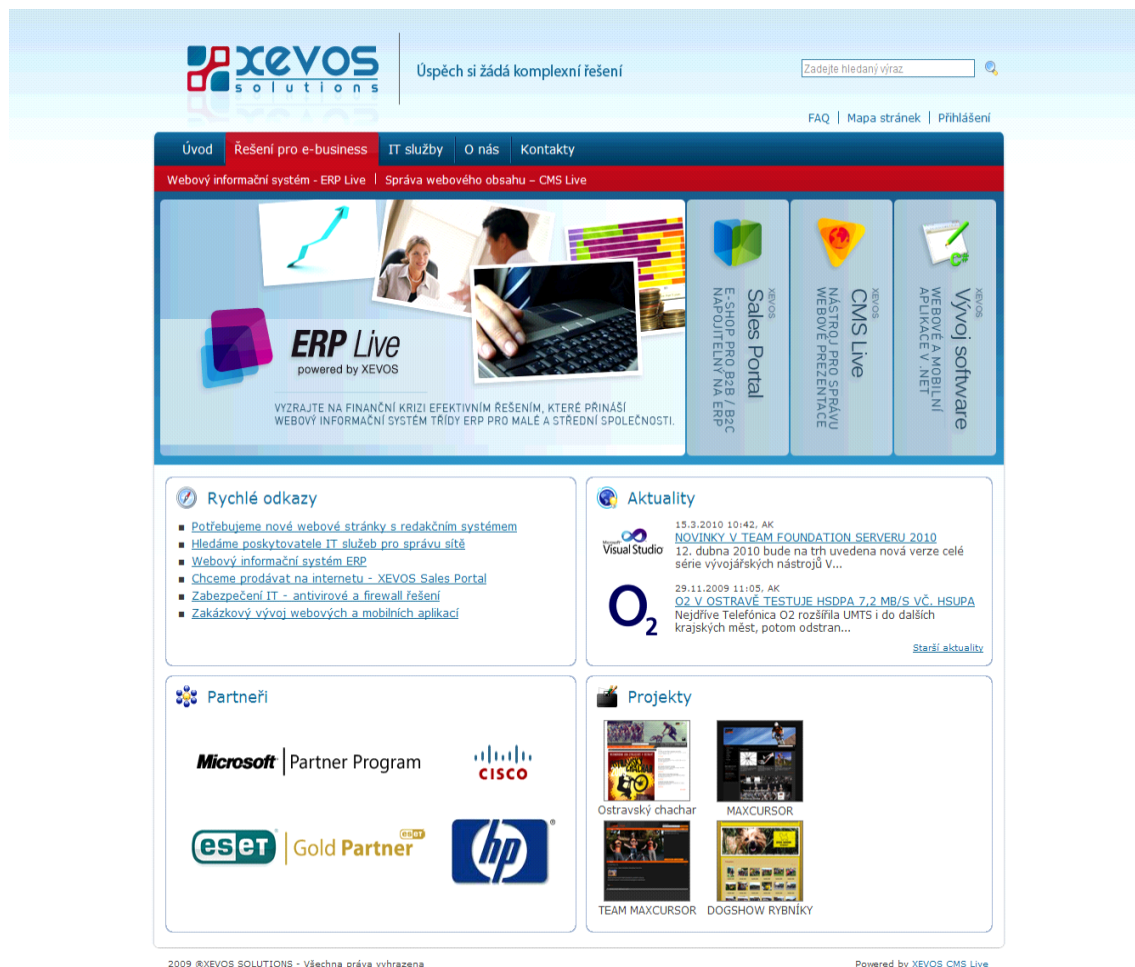 xevos
solutions
Úspěch si žádá komplexní řešení
Zadejte hledaný výraz
FAQ | Mapa stránek | Přihlášení
Úvod
Řešení pro e-business
IT služby
O nás
Kontakty
Webový informační systém - ERP Live | Správa webového obsahu – CMS Live
ERP Live
powered by XEVOS
VYZRAJTE NA FINANČNÍ KRIZI EFEKTIVNÍM ŘEŠENÍM, KTERÉ PŘINÁŠÍ
WEBOVÝ INFORMAČNÍ SYSTÉM TŘÍDY ERP PRO MALÉ A STŘEDNÍ SPOLEČNOSTI.
XEVOS
Sales Portal
E-SHOP PRO B2B / B2C
NAPOJITELNÝ NA ERP
XEVOS
CMS Live
NÁSTROJ PRO SPRÁVU
WEBOVÉ PREZENTACE
C#
XEVOS
Vývoj software
WEBOVÉ A MOBILNÍ
APLIKACE V .NET
Rychlé odkazy
Potřebujeme nové webové stránky s redakčním systémem
Hledáme poskytovatele IT služeb pro správu sítě
Webový informační systém ERP
Chceme prodávat na internetu - XEVOS Sales Portal
Zabezpečení IT - antivirové a firewall řešení
Zakázkový vývoj webových a mobilních aplikací
Aktuality
Microsoft
Visual Studio
15.3.2010 10:42, AK
NOVINKY V TEAM FOUNDATION SERVERU 2010
12. dubna 2010 bude na trh uvedena nová verze celé
série vývojářských nástrojů V...
O2
29.11.2009 11:05, AK
O2 V OSTRAVĚ TESTUJE HSDPA 7,2 MB/S VČ. HSUPA
Nejdříve Telefónica O2 rozšířila UMTS i do dalších
krajských měst, potom odstran...
Starší aktuality
Partneři
Microsoft | Partner Program
CISCO
eset | Gold Partner
eset
hp
Projekty
Ostravský chachar
MAXCURSOR
TEAM MAXCURSOR
DOGSHOW RYBNÍKY
2009 ®XEVOS SOLUTIONS - Všechna práva vyhrazena
Powered by XEVOS CMS Live